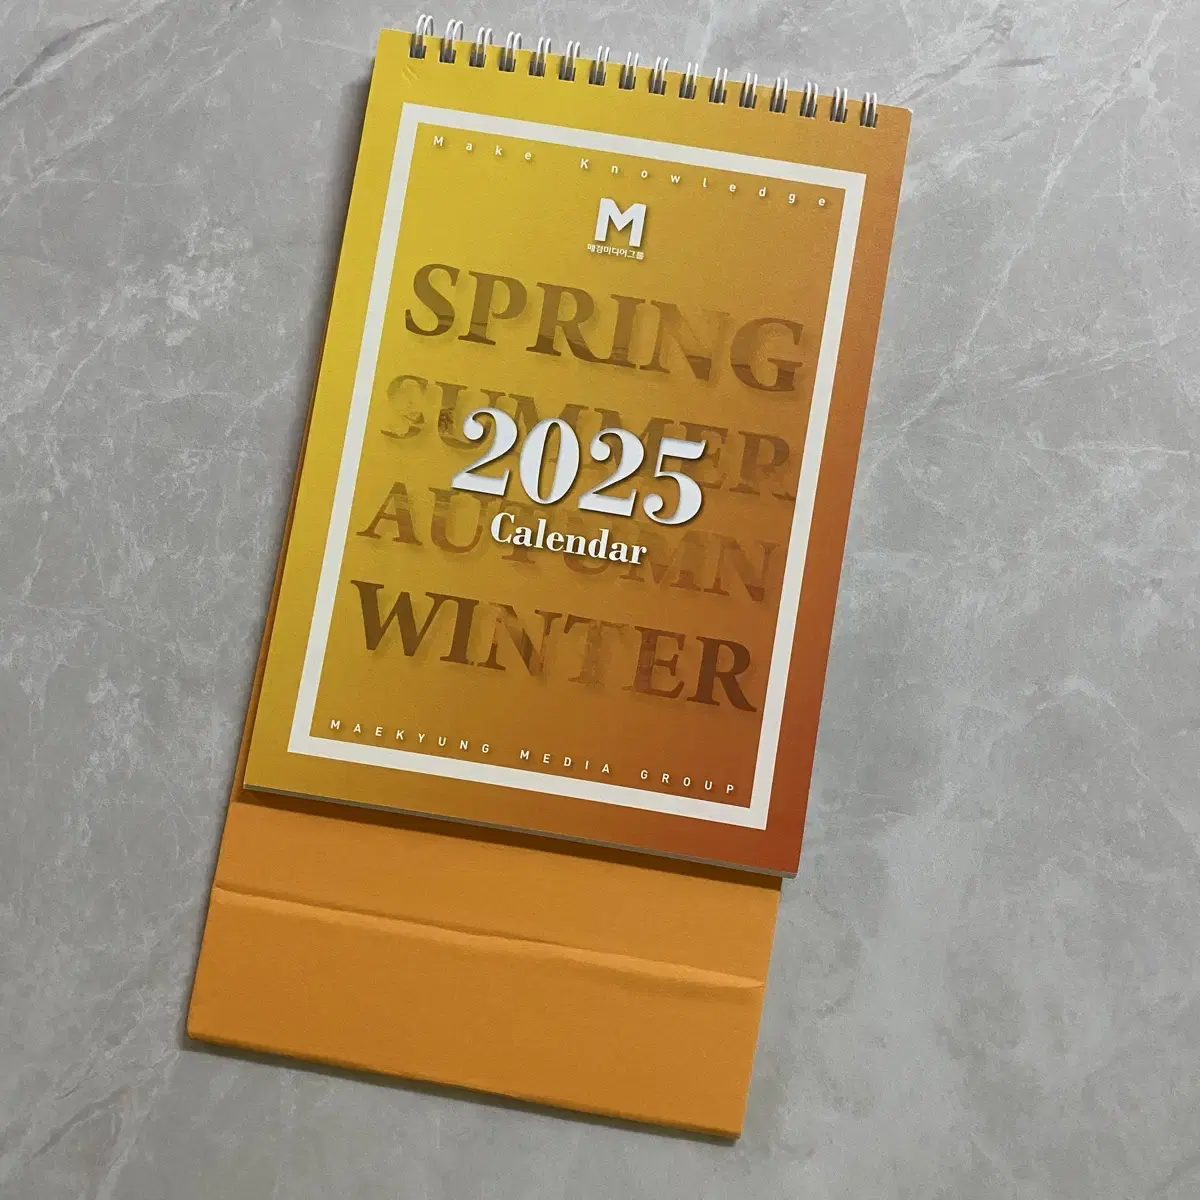 Make Knowledge
M
매경미디어그룹
SPRING
SUMMER
2025
AUTUMN
Calendar
WINTER
MAEKYUNG MEDIA GROUP